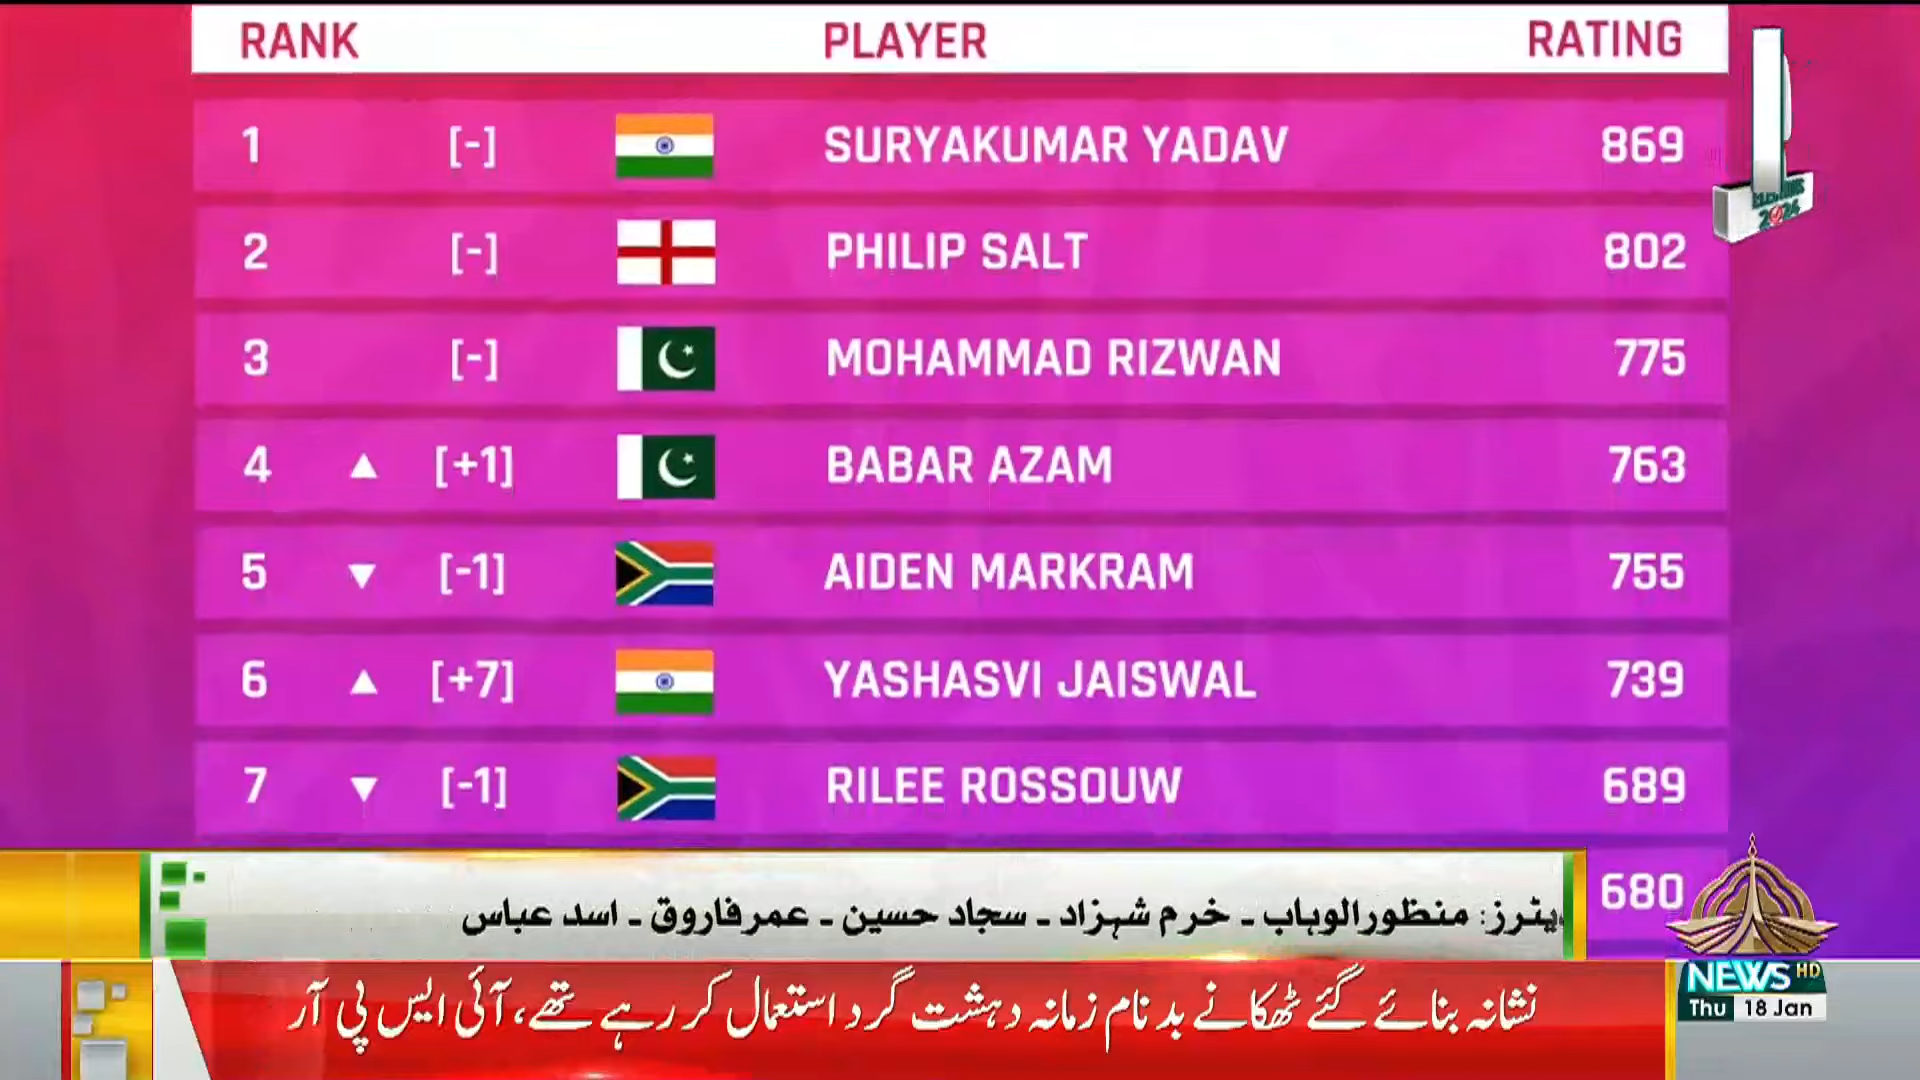 RANK PLAYER RATING
1 [-] SURYAKUMAR YADAV 869
2 [-] PHILIP SALT 802
3 [-] MOHAMMAD RIZWAN 775
4 ▲ [+1] BABAR AZAM 763
5 ▼ [-1] AIDEN MARKRAM 755
6 ▲ [+7] YASHASVI JAISWAL 739
7 ▼ [-1] RILEE ROSSOUW 689
680
منظورالوہاب ـ خرم شہزاد ـ سجاد حسین ـ عمرفاروق ـ اسد عباس
نشانہ بنائے گئے ٹھکانے بدنام زمانہ دہشت گرد استعمال کر رہے تھے، آئی ایس پی آر
ELECTIONS
2024
NEWS HD
Thu 18 Jan